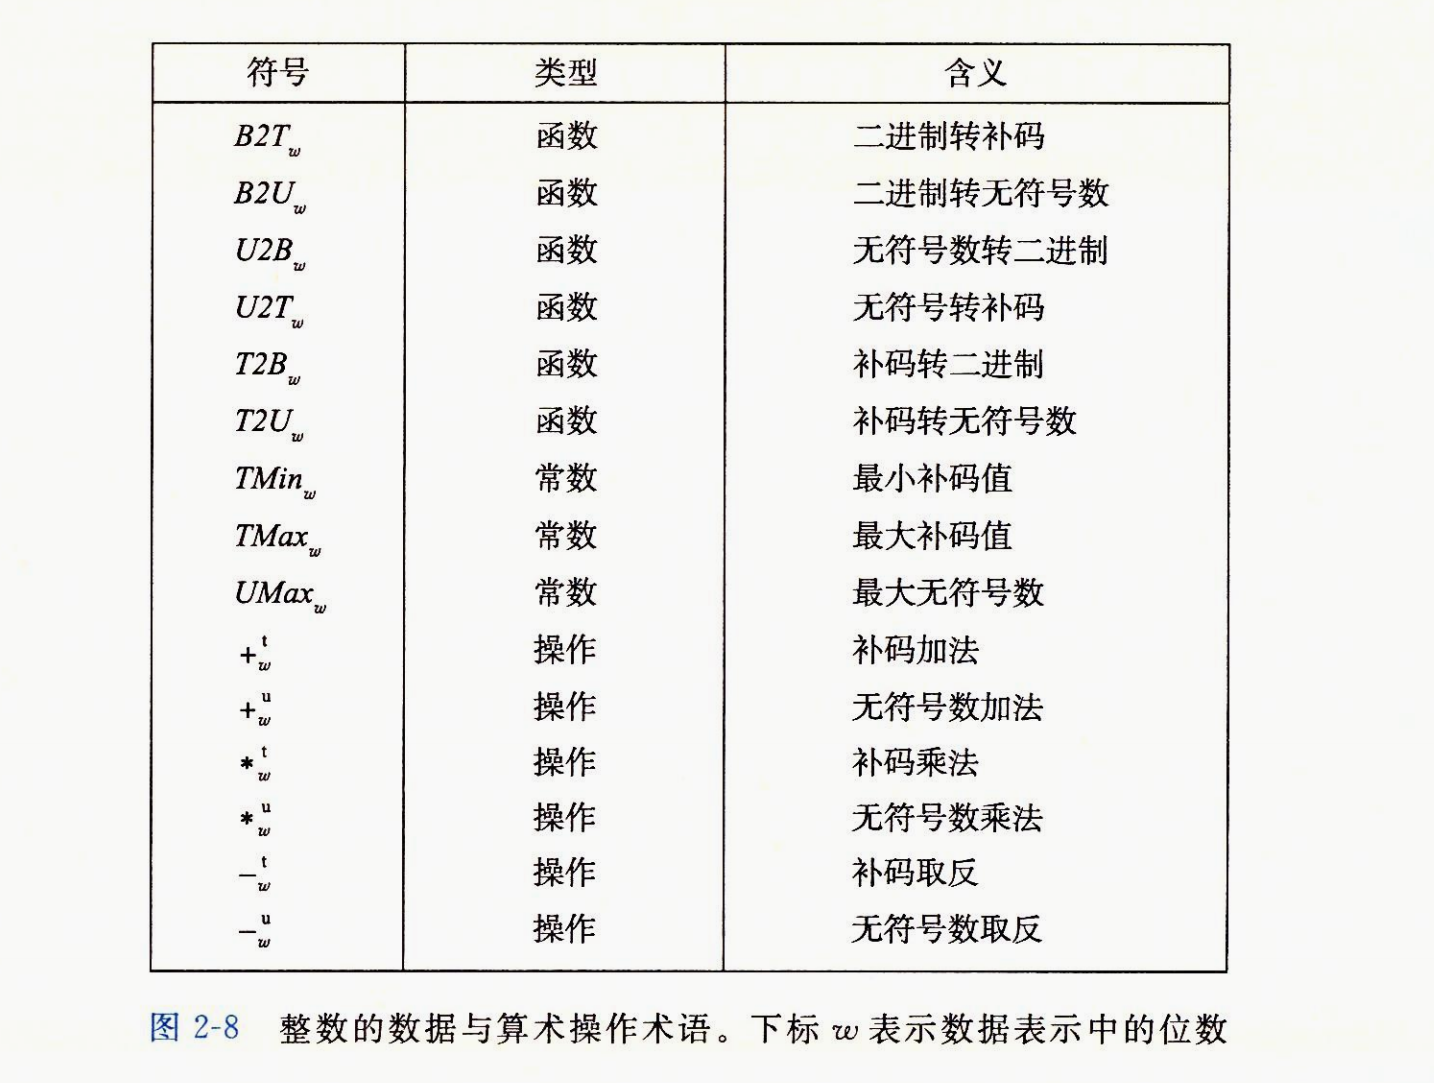 符号 类型 含义
B2T_w 函数 二进制转补码
B2U_w 函数 二进制转无符号数
U2B_w 函数 无符号数转二进制
U2T_w 函数 无符号转补码
T2B_w 函数 补码转二进制
T2U_w 函数 补码转无符号数
TMin_w 常数 最小补码值
TMax_w 常数 最大补码值
UMax_w 常数 最大无符号数
+^t_w 操作 补码加法
+^u_w 操作 无符号数加法
*^t_w 操作 补码乘法
*^u_w 操作 无符号数乘法
-^t_w 操作 补码取反
-^u_w 操作 无符号数取反
图 2-8 整数的数据与算术操作术语。下标 w 表示数据表示中的位数